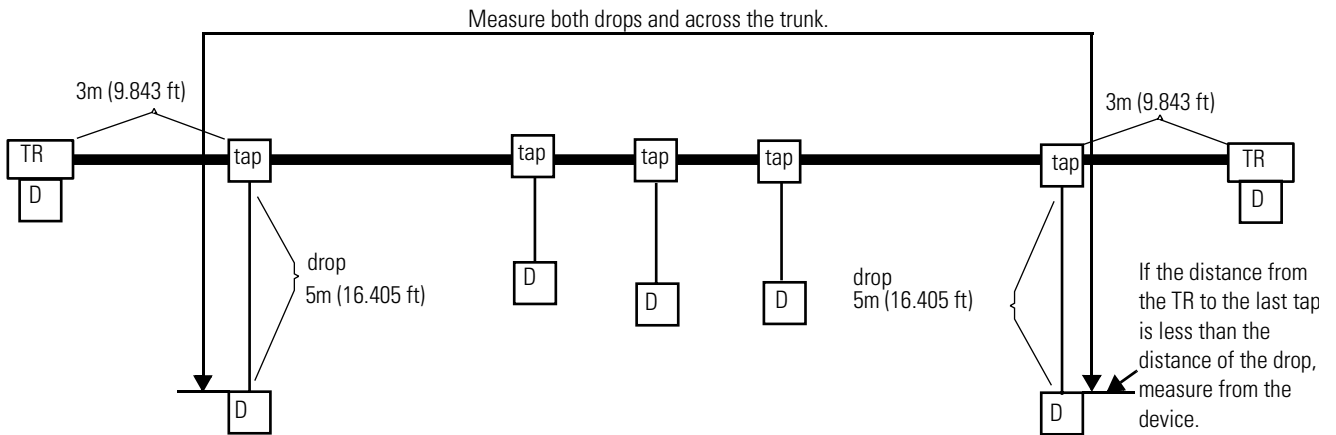 Measure both drops and across the trunk.
3m (9.843 ft)
3m (9.843 ft)
TR
tap
tap
tap
tap
tap
TR
D
D
drop
5m (16.405 ft)
D
D
D
drop
5m (16.405 ft)
If the distance from
the TR to the last tap
is less than the
distance of the drop,
measure from the
device.
D
D